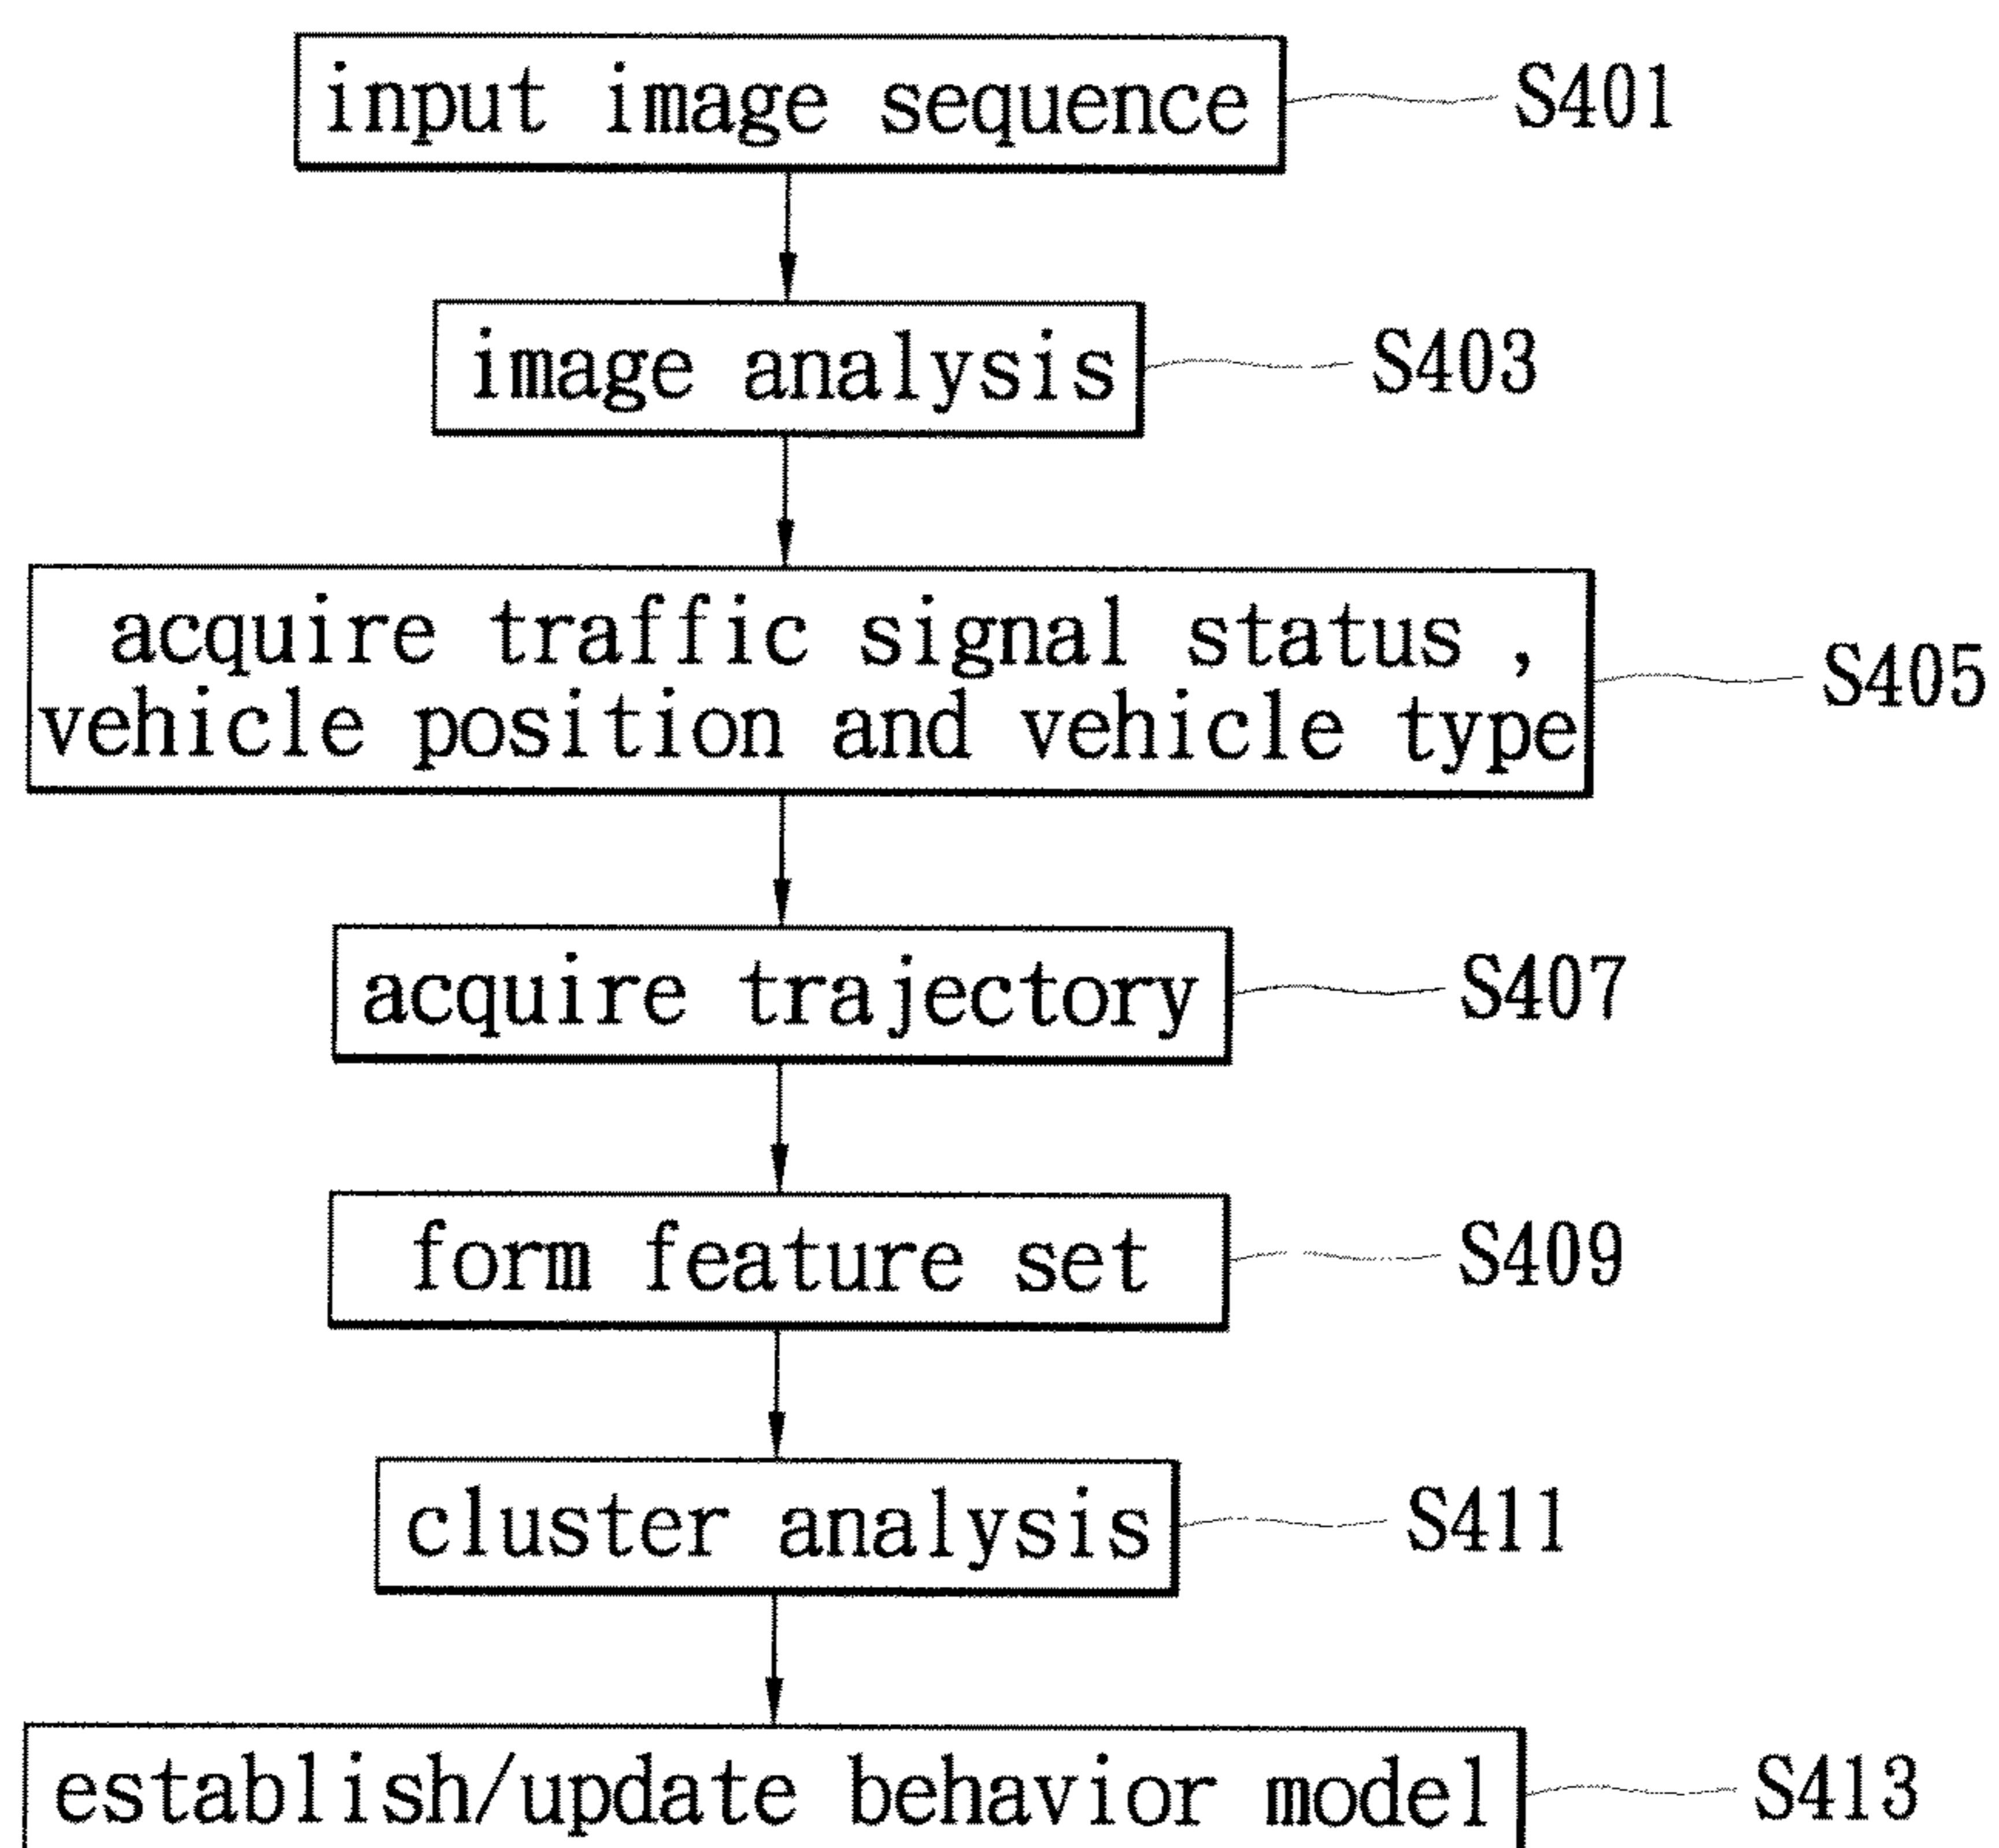 input image sequence S401
image analysis S403
acquire traffic signal status ,
vehicle position and vehicle type S405
acquire trajectory S407
form feature set S409
cluster analysis S411
establish/update behavior model S413